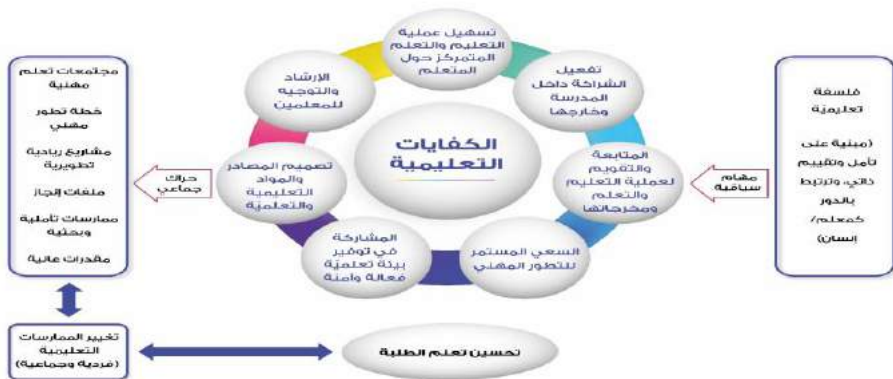 فلسفة
تعليميّة
(مبنية على
تأمل وتقييم
ذاتي، وترتبط
بالدور
كمعلم/
إنسان)
مهام
سياقية
الكفايات
التعليمية
تسهيل عملية
التعليم والتعلم
المتمركز حول
المتعلم
تفعيل
الشراكة داخل
المدرسة
وخارجها
المتابعة
والتقويم
لعملية التعليم
والتعلم
ومخرجاتها
السعي المستمر
للتطور المهني
المشاركة
في توفير
بيئة تعلميّة
فعالة وآمنة
تصميم المصادر
والمواد
التعليمية
والتعلميّة
الإرشاد
والتوجيه
للمعلمين
حراك
جماعي
مجتمعات تعلم
مهنية
خطة تطور
مهني
مشاريع ريادية
تطويرية
ملفات إنجاز
ممارسات تأملية
وبحثية
مقدرات عالية
تغيير الممارسات
التعليمية
(فردية وجماعية)
تحسين تعلم الطلبة